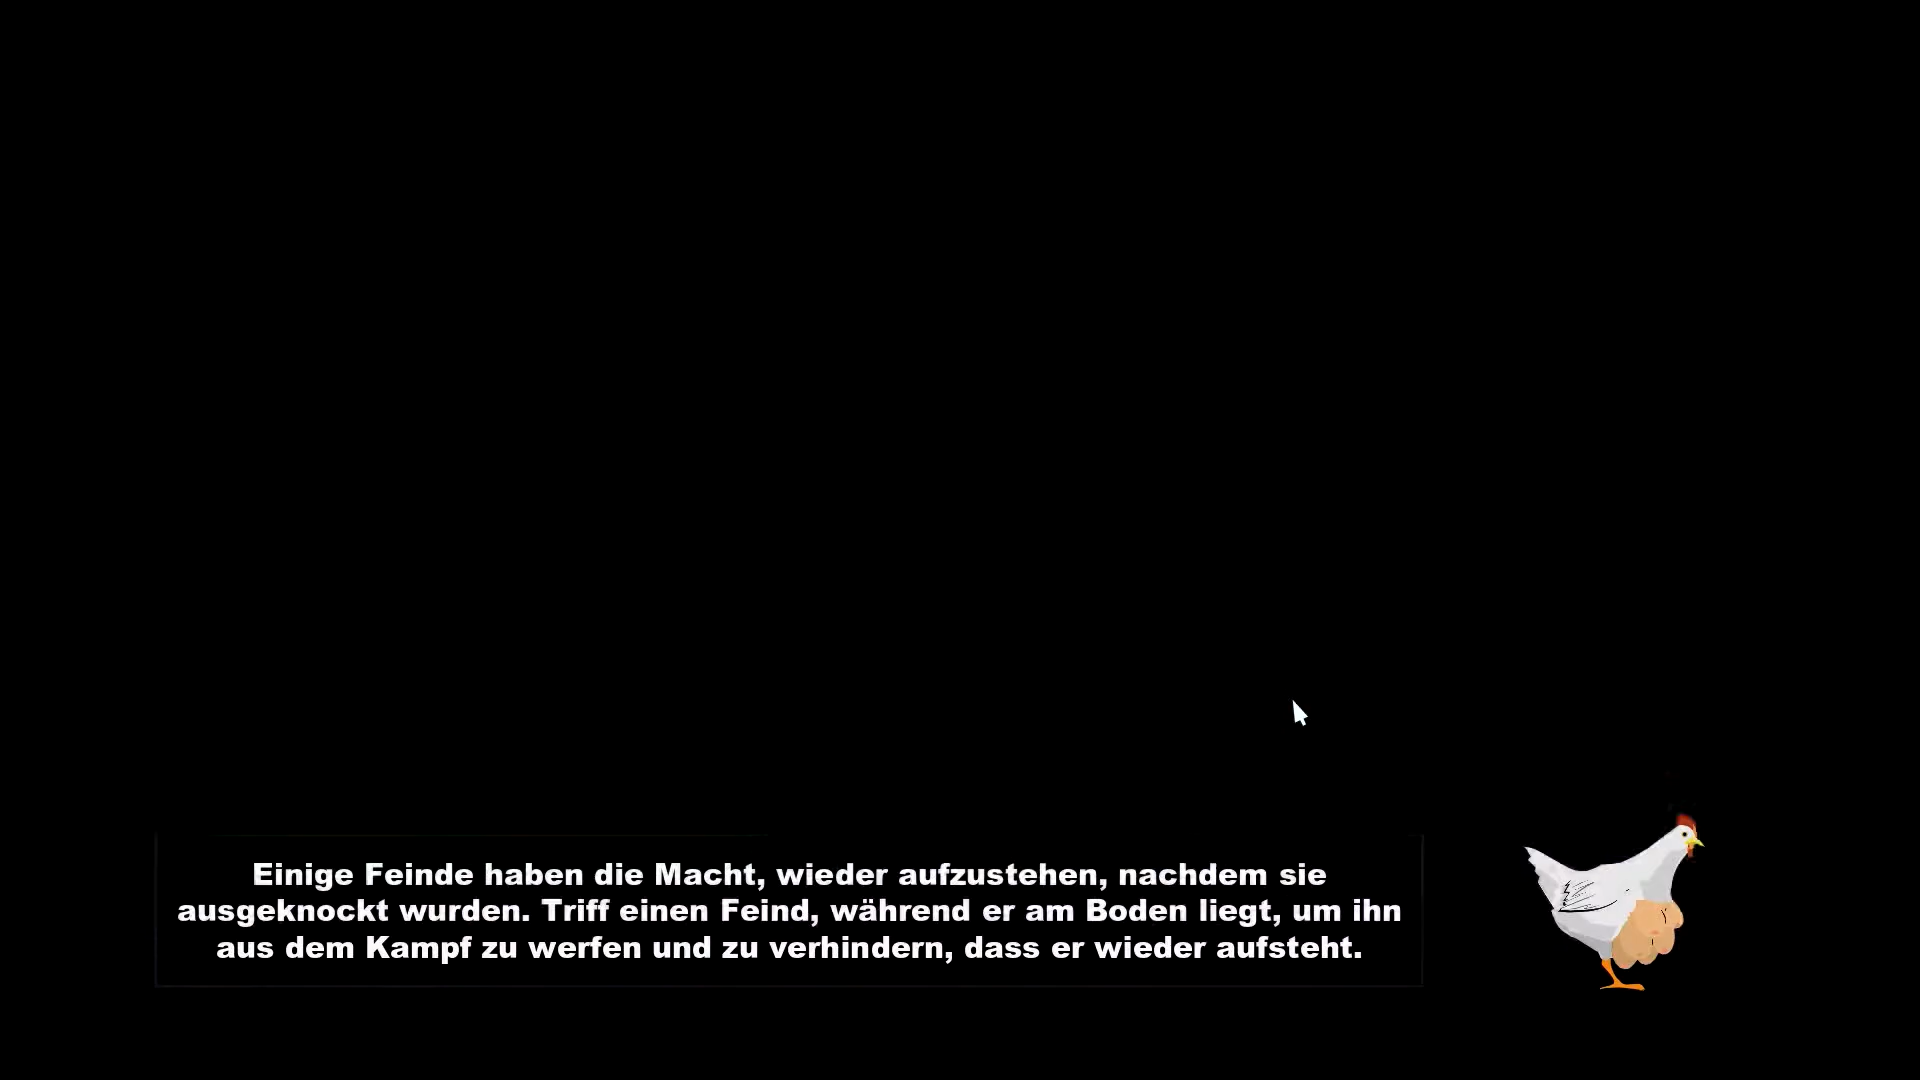 Einige Feinde haben die Macht, wieder aufzustehen, nachdem sie
ausgeknockt wurden. Triff einen Feind, während er am Boden liegt, um ihn
aus dem Kampf zu werfen und zu verhindern, dass er wieder aufsteht.